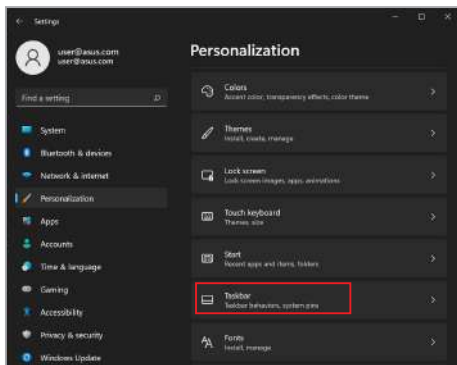 Settings
user@asus.com
user@asus.com
Find a setting
System
Bluetooth & devices
Network & internet
Personalization
Apps
Accounts
Time & language
Gaming
Accessibility
Privacy & security
Windows Update
Personalization
Colors
Accent color, transparency effects, color theme
Themes
Install, create, manage
Lock screen
Lock screen images, apps, animations
Touch keyboard
Themes, size
Start
Recent apps and items, folders
Taskbar
Taskbar behaviors, system pins
Fonts
Install, manage